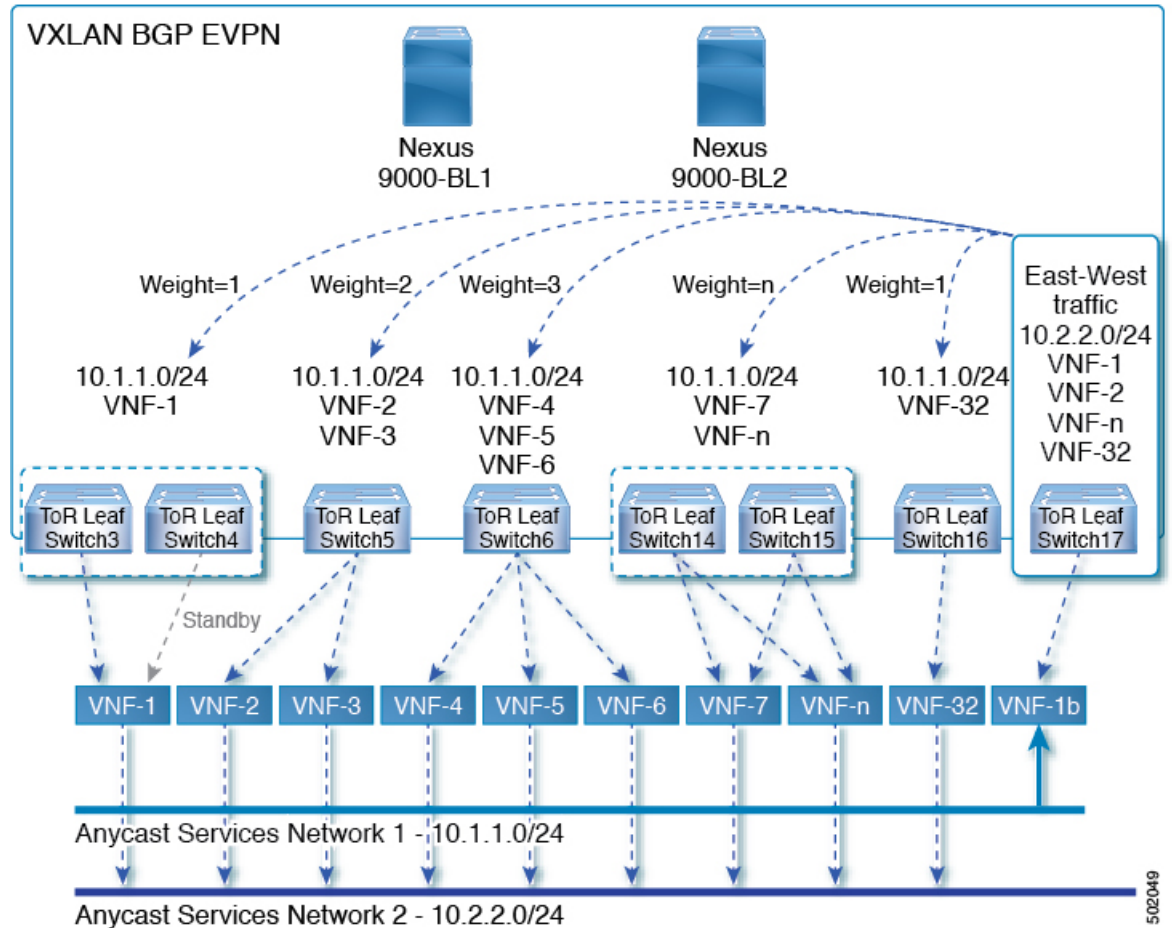 VXLAN BGP EVPN
Nexus
9000-BL1
Nexus
9000-BL2
Weight=1
Weight=2
Weight=3
Weight=n
Weight=1
East-West
traffic
10.2.2.0/24
VNF-1
VNF-2
VNF-n
VNF-32
10.1.1.0/24
VNF-1
10.1.1.0/24
VNF-2
VNF-3
10.1.1.0/24
VNF-4
VNF-5
VNF-6
10.1.1.0/24
VNF-7
VNF-n
10.1.1.0/24
VNF-32
ToR Leaf
Switch3
ToR Leaf
Switch4
ToR Leaf
Switch5
ToR Leaf
Switch6
ToR Leaf
Switch14
ToR Leaf
Switch15
ToR Leaf
Switch16
ToR Leaf
Switch17
Standby
VNF-1
VNF-2
VNF-3
VNF-4
VNF-5
VNF-6
VNF-7
VNF-n
VNF-32
VNF-1b
Anycast Services Network 1 - 10.1.1.0/24
Anycast Services Network 2 - 10.2.2.0/24
502049